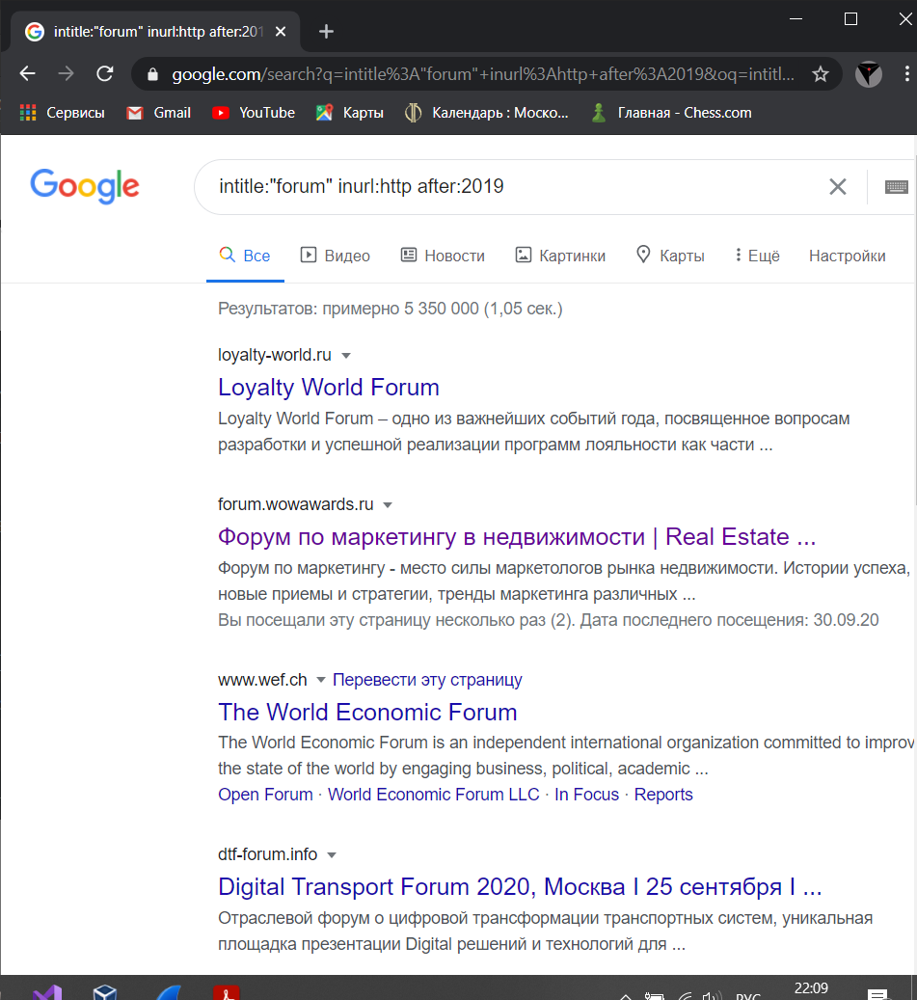 intitle:"forum" inurl:http after:201
google.com/search?q=intitle%3A"forum"+inurl%3Ahttp+after%3A2019&oq=intitl...
Сервисы Gmail YouTube Карты Календарь : Моско... Главная - Chess.com
Google
intitle:"forum" inurl:http after:2019
Все Видео Новости Картинки Карты Ещё Настройки
Результатов: примерно 5 350 000 (1,05 сек.)
loyalty-world.ru
Loyalty World Forum
Loyalty World Forum – одно из важнейших событий года, посвященное вопросам
разработки и успешной реализации программ лояльности как части ...
forum.wowawards.ru
Форум по маркетингу в недвижимости | Real Estate ...
Форум по маркетингу - место силы маркетологов рынка недвижимости. Истории успеха,
новые приемы и стратегии, тренды маркетинга различных ...
Вы посещали эту страницу несколько раз (2). Дата последнего посещения: 30.09.20
www.wef.ch Перевести эту страницу
The World Economic Forum
The World Economic Forum is an independent international organization committed to improv
the state of the world by engaging business, political, academic ...
Open Forum · World Economic Forum LLC · In Focus · Reports
dtf-forum.info
Digital Transport Forum 2020, Москва I 25 сентября I ...
Отраслевой форум о цифровой трансформации транспортных систем, уникальная
площадка презентации Digital решений и технологий для ...
РУС 22:09